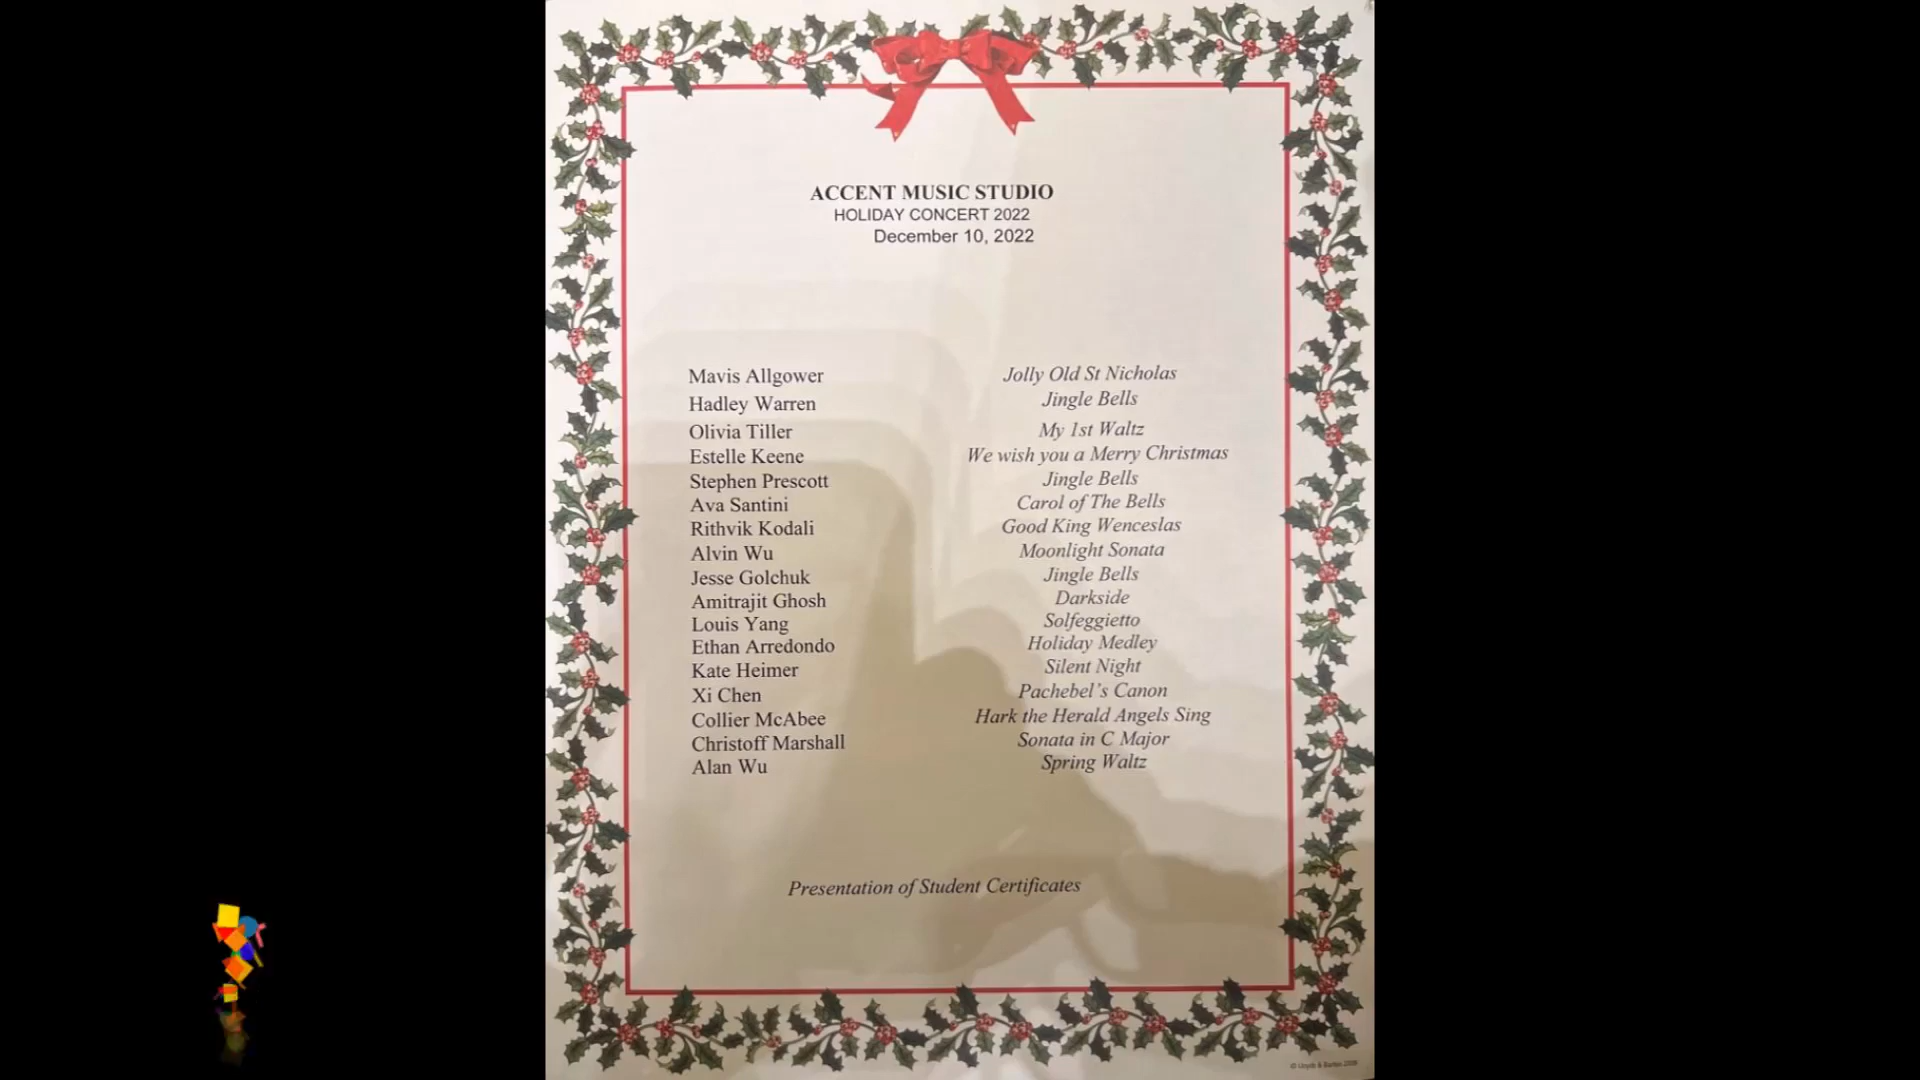 ACCENT MUSIC STUDIO
HOLIDAY CONCERT 2022
December 10, 2022
Mavis Allgower Jolly Old St Nicholas
Hadley Warren Jingle Bells
Olivia Tiller My 1st Waltz
Estelle Keene We wish you a Merry Christmas
Stephen Prescott Jingle Bells
Ava Santini Carol of The Bells
Rithvik Kodali Good King Wenceslas
Alvin Wu Moonlight Sonata
Jesse Golchuk Jingle Bells
Amitrajit Ghosh Darkside
Louis Yang Solfeggietto
Ethan Arredondo Holiday Medley
Kate Heimer Silent Night
Xi Chen Pachebel's Canon
Collier McAbee Hark the Herald Angels Sing
Christoff Marshall Sonata in C Major
Alan Wu Spring Waltz
Presentation of Student Certificates